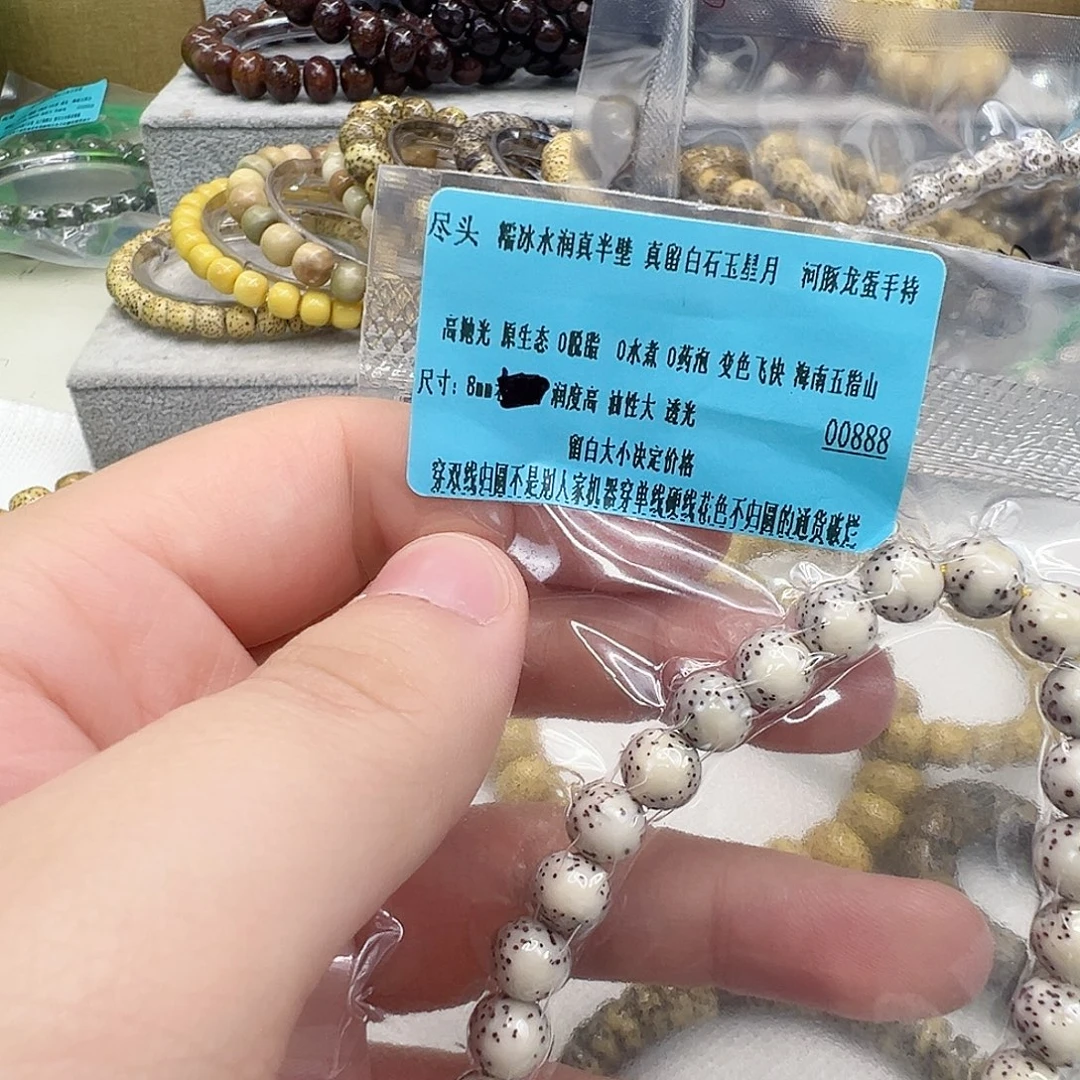 尽头 糯冰水润真半壁 真留白石玉星月 河豚龙蛋手持
高抛光 原生态 0脱脂 0水煮 0药泡 变色飞快 海南五指山
尺寸：8mm 润度高 油性大 透光
00888
留白大小决定价格
穿双线归圆不是别人家机器穿单线硬线花色不归圆的通货破烂